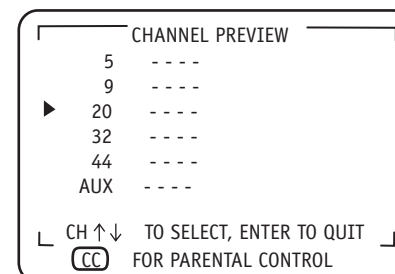 CHANNEL PREVIEW
5 - - - -
9 - - - -
20 - - - -
32 - - - -
44 - - - -
AUX - - - -
CH ↑↓ TO SELECT, ENTER TO QUIT
CC FOR PARENTAL CONTROL